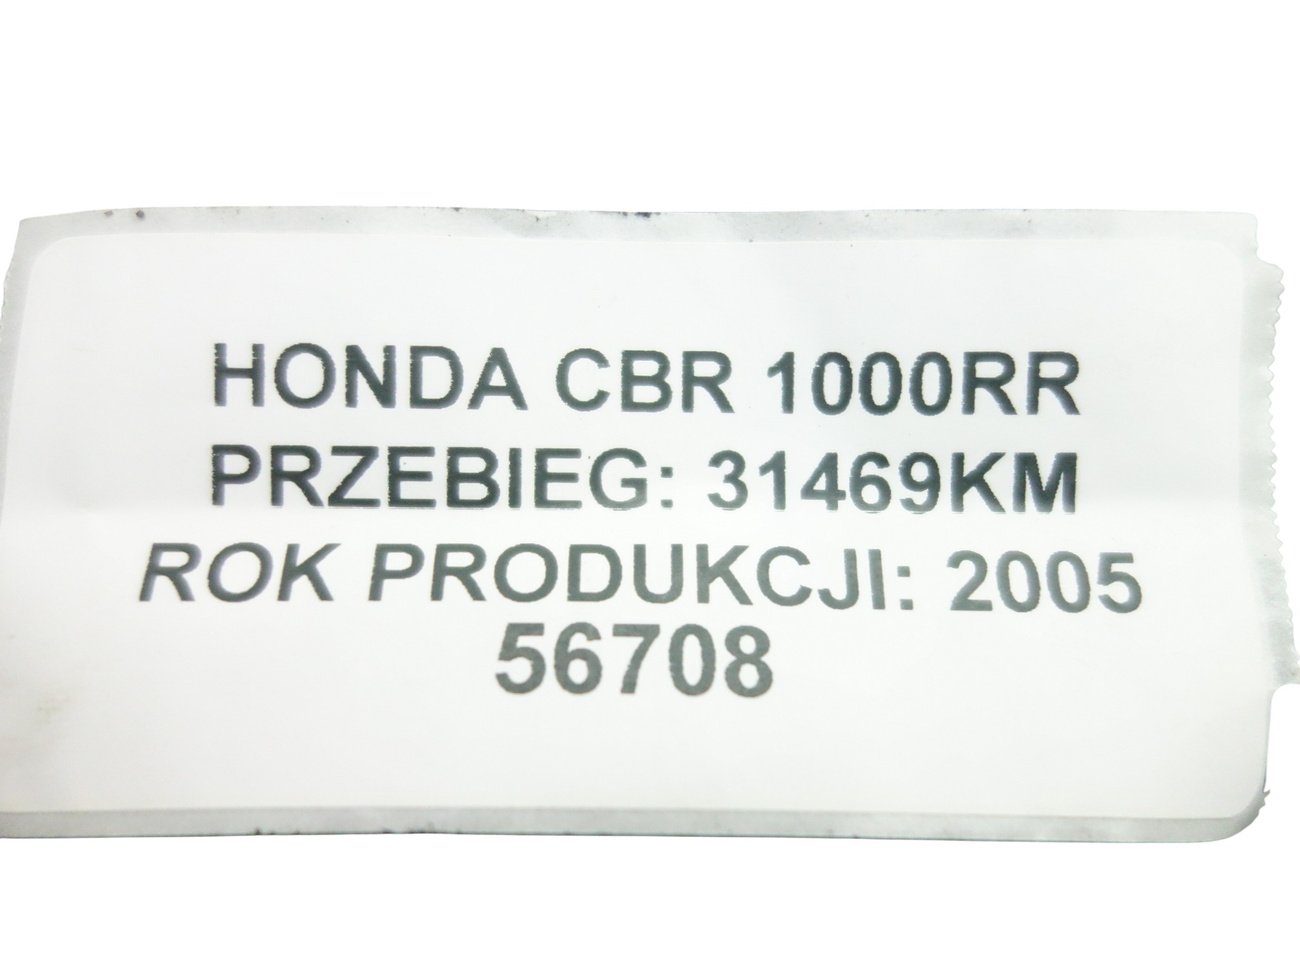 HONDA CBR 1000RR
PRZEBIEG: 31469KM
ROK PRODUKCJI: 2005
56708